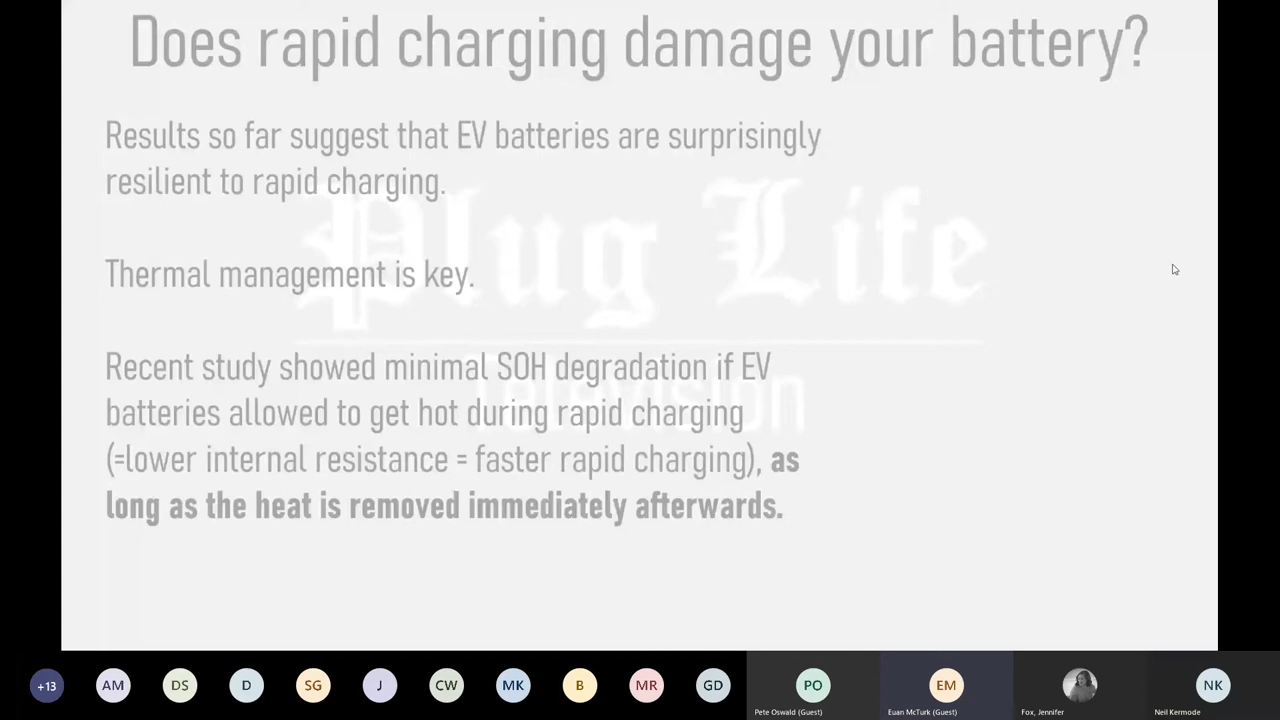 Does rapid charging damage your battery?
Results so far suggest that EV batteries are surprisingly
resilient to rapid charging.
Plug Life
Television
Thermal management is key.
Recent study showed minimal SOH degradation if EV
batteries allowed to get hot during rapid charging
(=lower internal resistance = faster rapid charging), as
long as the heat is removed immediately afterwards.
+13
AM
DS
D
SG
J
CW
MK
B
MR
GD
PO
EM
NK
Pete Oswald (Guest)
Euan McTurk (Guest)
Fox, Jennifer
Neil Kermode